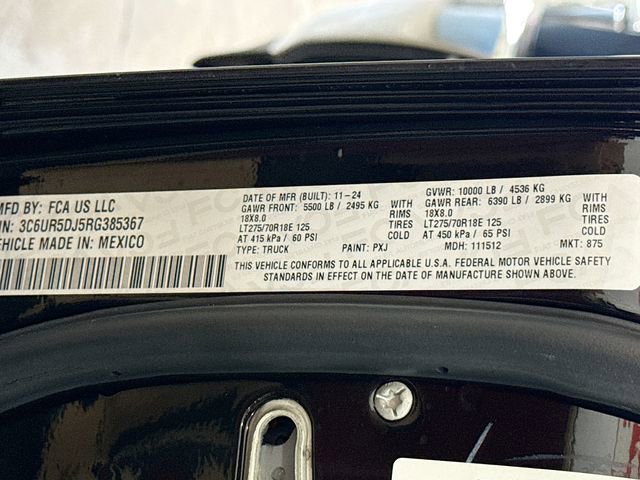 MFD BY: FCA US LLC
IN: 3C6UR5DJ5RG385367
VEHICLE MADE IN: MEXICO
DATE OF MFR (BUILT): 11-24 GVWR: 10000 LB / 4536 KG
GAWR FRONT: 5500 LB / 2495 KG WITH GAWR REAR: 6390 LB / 2899 KG WITH
18X8.0 RIMS 18X8.0 RIMS
LT275/70R18E 125 TIRES LT275/70R18E 125 TIRES
AT 415 kPa / 60 PSI COLD AT 450 kPa / 65 PSI COLD
TYPE: TRUCK PAINT: PXJ MDH: 111512 MKT: 875
THIS VEHICLE CONFORMS TO ALL APPLICABLE U.S.A. FEDERAL MOTOR VEHICLE SAFETY
STANDARDS IN EFFECT ON THE DATE OF MANUFACTURE SHOWN ABOVE.